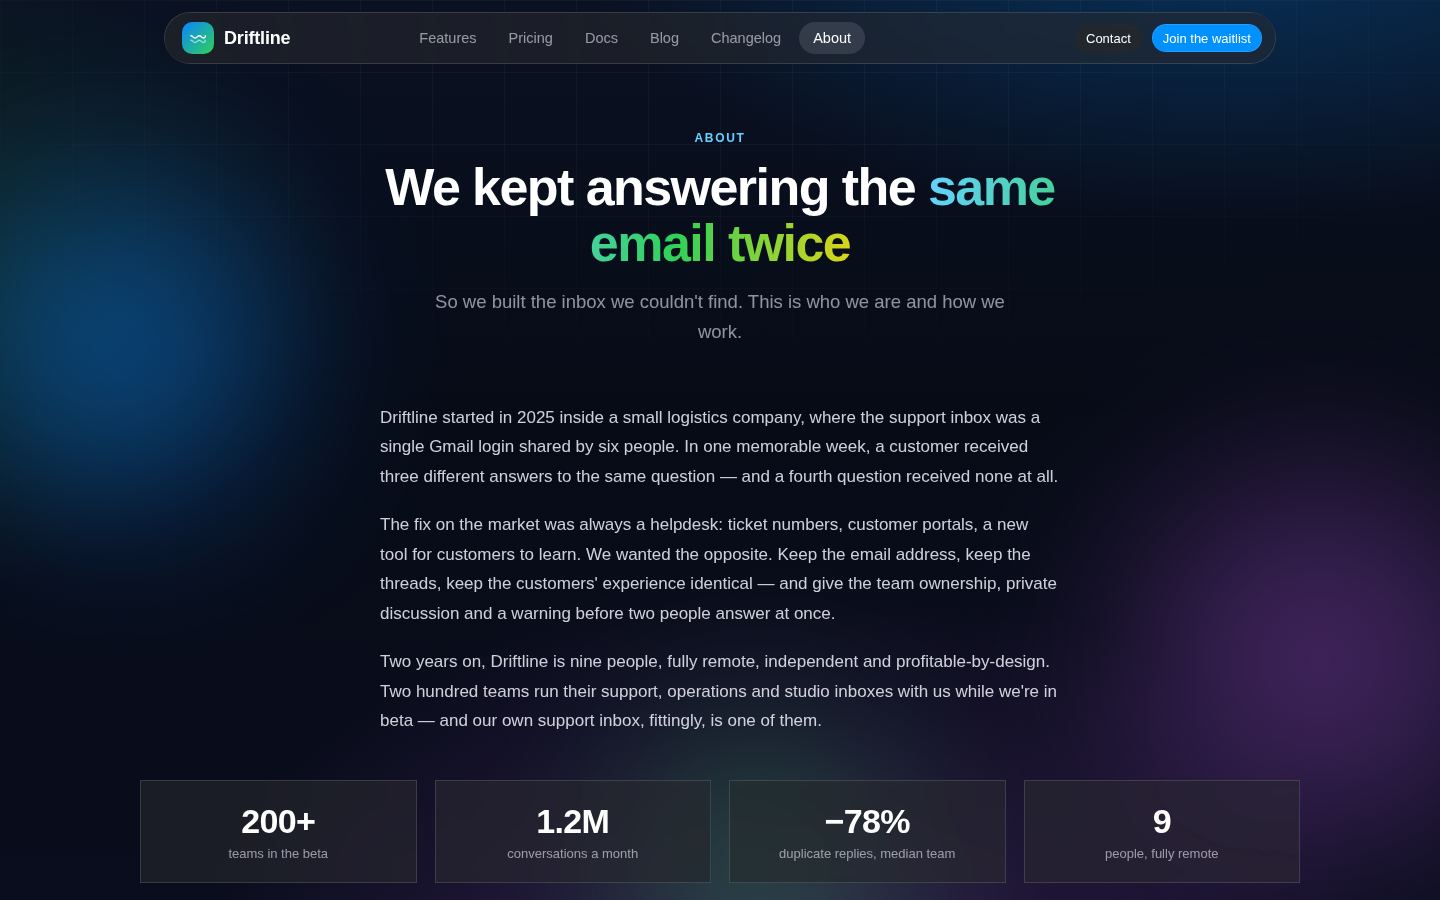 Driftline
Features Pricing Docs Blog Changelog About
Contact Join the waitlist
ABOUT
We kept answering the same
email twice
So we built the inbox we couldn't find. This is who we are and how we
work.
Driftline started in 2025 inside a small logistics company, where the support inbox was a
single Gmail login shared by six people. In one memorable week, a customer received
three different answers to the same question — and a fourth question received none at all.
The fix on the market was always a helpdesk: ticket numbers, customer portals, a new
tool for customers to learn. We wanted the opposite. Keep the email address, keep the
threads, keep the customers' experience identical — and give the team ownership, private
discussion and a warning before two people answer at once.
Two years on, Driftline is nine people, fully remote, independent and profitable-by-design.
Two hundred teams run their support, operations and studio inboxes with us while we're in
beta — and our own support inbox, fittingly, is one of them.
200+
teams in the beta
1.2M
conversations a month
−78%
duplicate replies, median team
9
people, fully remote